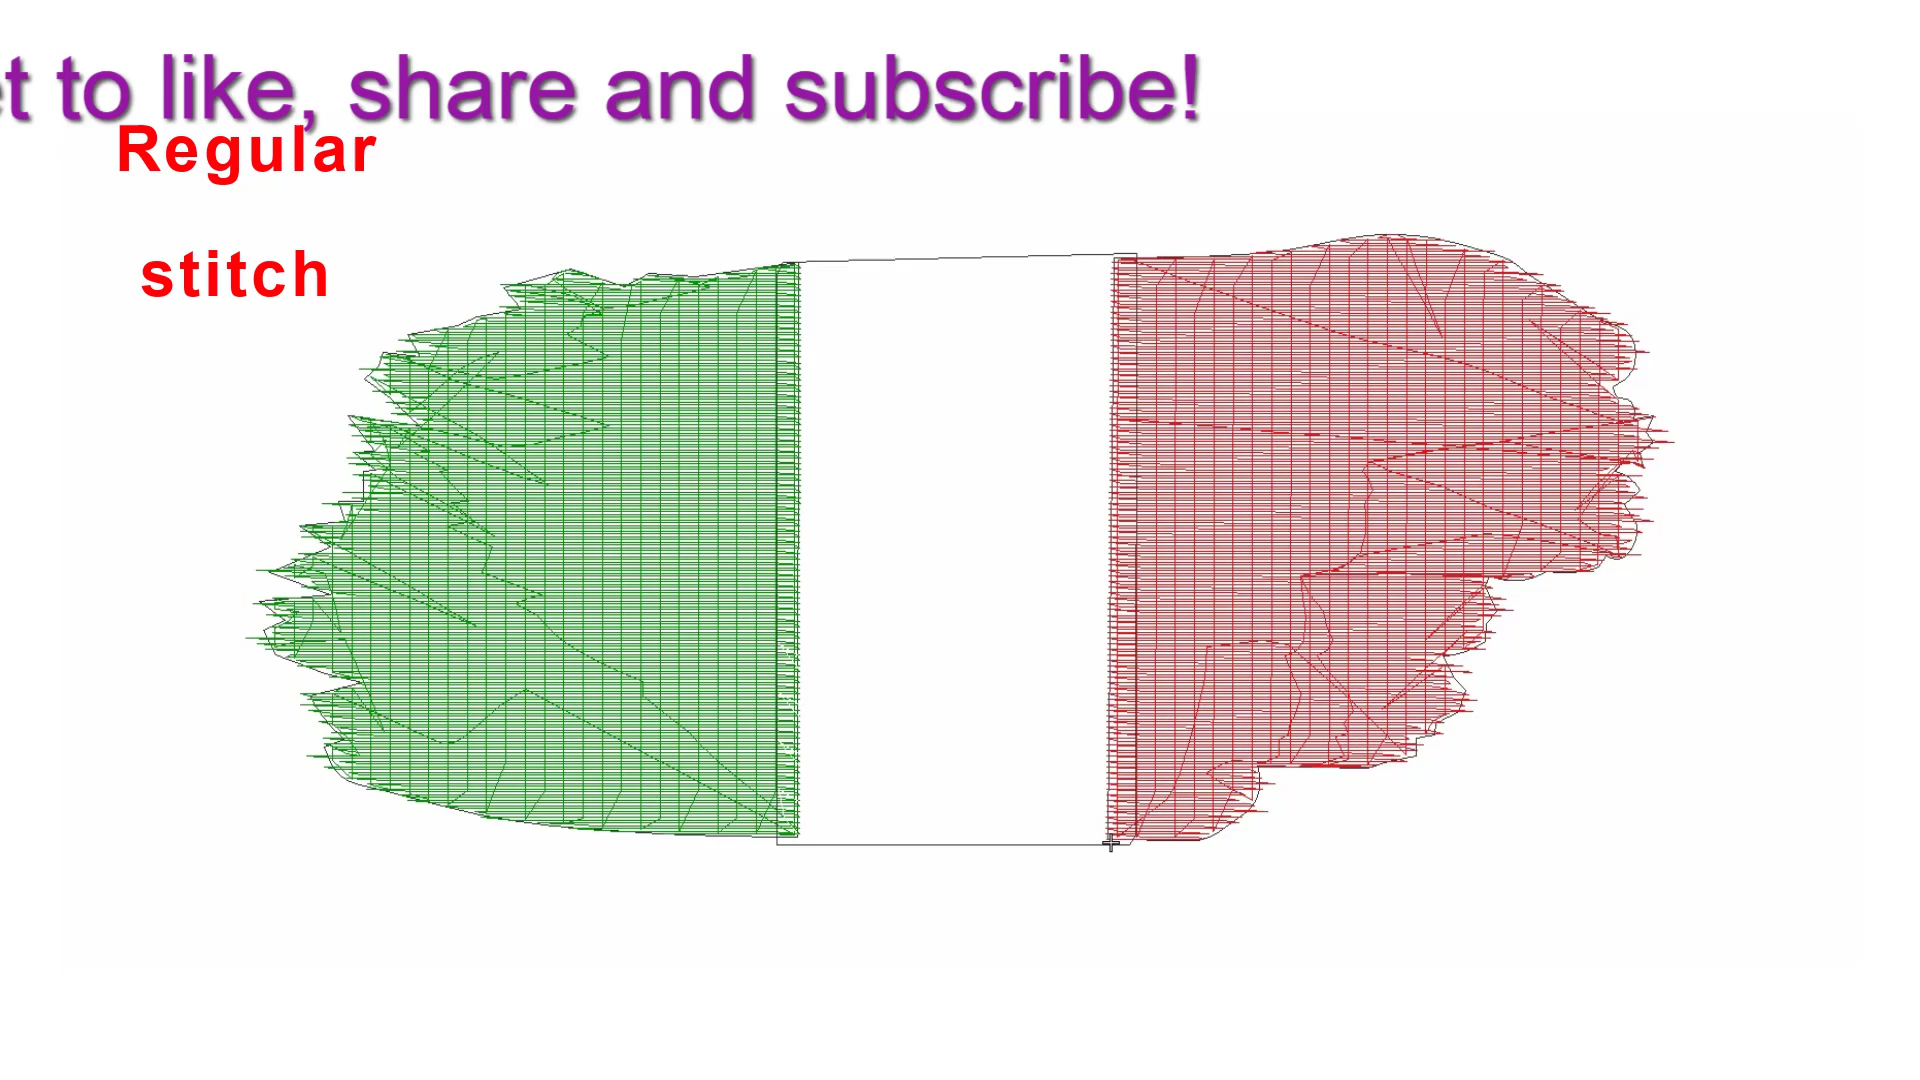 to like, share and subscribe!
Regular
stitch